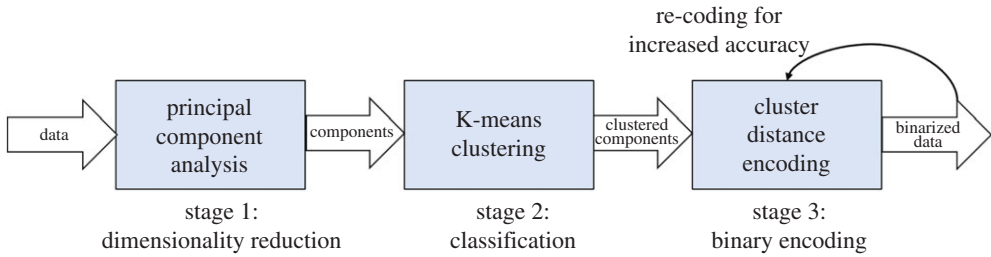 re-coding for
increased accuracy
data
principal
component
analysis
components
K-means
clustering
clustered
components
cluster
distance
encoding
binarized
data
stage 1:
dimensionality reduction
stage 2:
classification
stage 3:
binary encoding